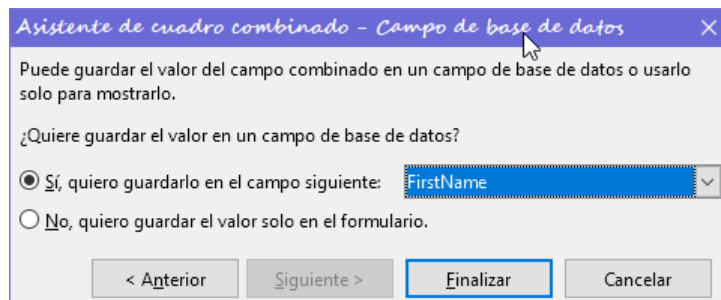 Asistente de cuadro combinado - Campo de base de datos
Puede guardar el valor del campo combinado en un campo de base de datos o usarlo
solo para mostrarlo.
¿Quiere guardar el valor en un campo de base de datos?
Sí, quiero guardarlo en el campo siguiente: FirstName
No, quiero guardar el valor solo en el formulario.
< Anterior Siguiente > Finalizar Cancelar